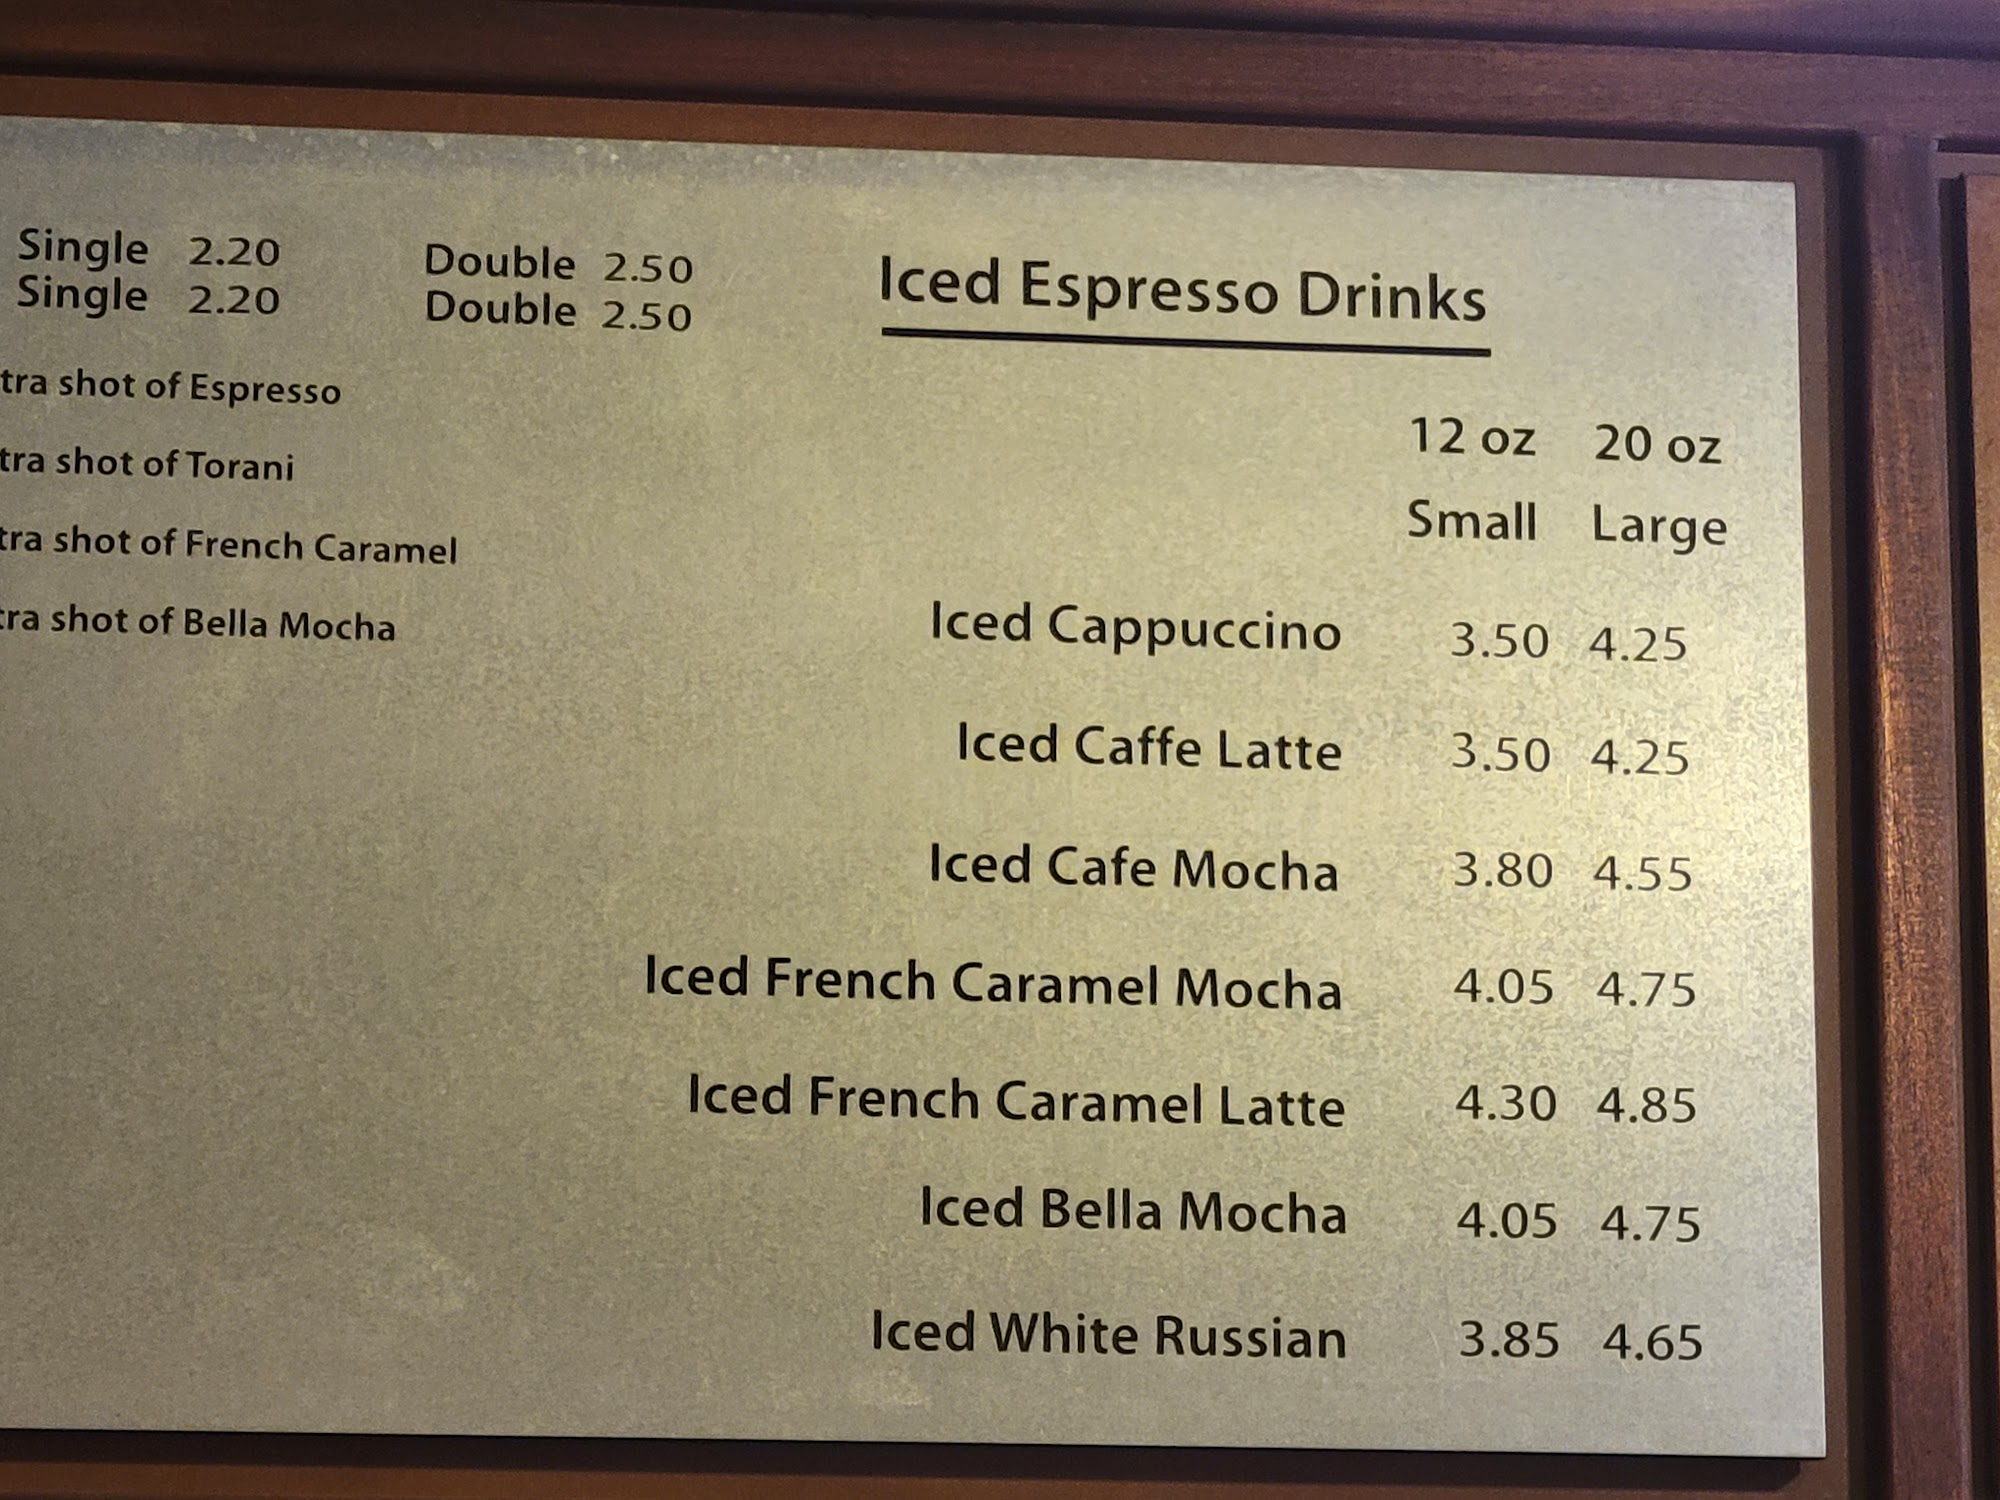 Single 2.20 Double 2.50
Single 2.20 Double 2.50
tra shot of Espresso
tra shot of Torani
tra shot of French Caramel
tra shot of Bella Mocha
Iced Espresso Drinks
12 oz 20 oz
Small Large
Iced Cappuccino 3.50 4.25
Iced Caffe Latte 3.50 4.25
Iced Cafe Mocha 3.80 4.55
Iced French Caramel Mocha 4.05 4.75
Iced French Caramel Latte 4.30 4.85
Iced Bella Mocha 4.05 4.75
Iced White Russian 3.85 4.65